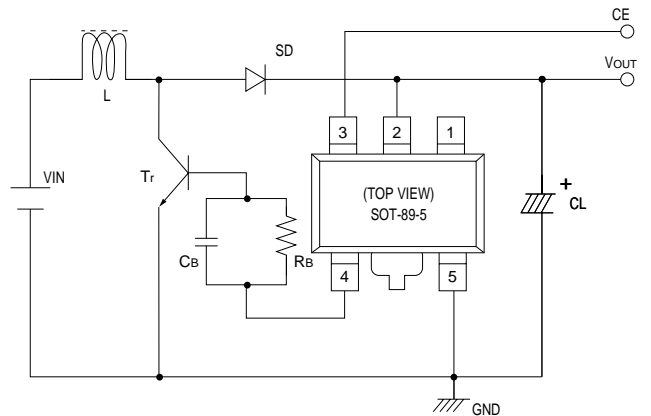 CE
SD
VOUT
L
3
2
1
VIN
Tr
(TOP VIEW)
SOT-89-5
+
CL
CB
RB
4
5
GND